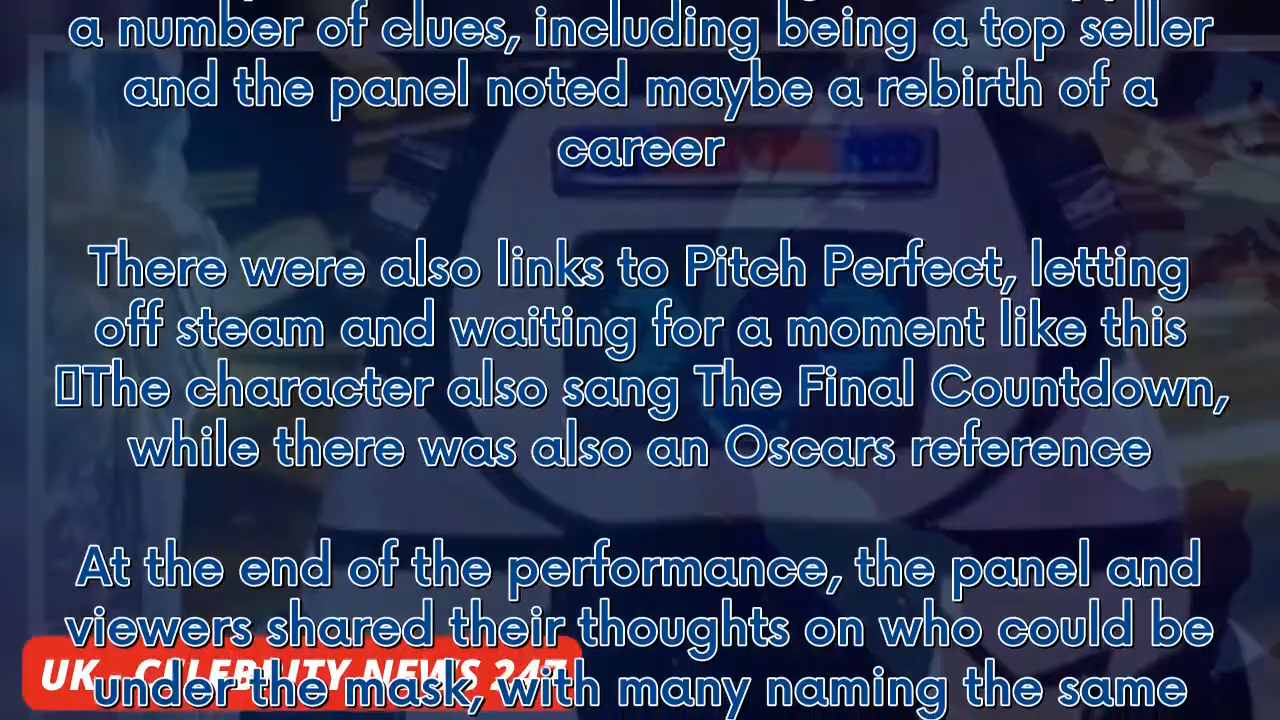 a number of clues, including being a top seller
and the panel noted maybe a rebirth of a
career
There were also links to Pitch Perfect, letting
off steam and waiting for a moment like this
The character also sang The Final Countdown,
while there was also an Oscars reference
At the end of the performance, the panel and
viewers shared their thoughts on who could be
UK - CELEBRITY NEWS 247
under the mask, with many naming the same